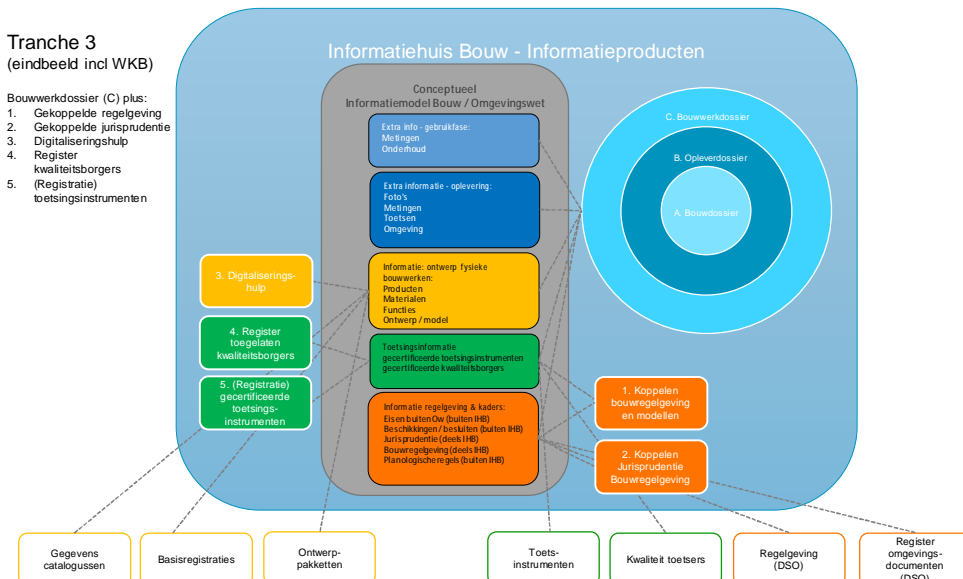 Tranche 3
(eindbeeld incl WKB)
Bouwwerkdossier (C) plus:
1. Gekoppelde regelgeving
2. Gekoppelde jurisprudentie
3. Digitaliseringshulp
4. Register
kwaliteitsborgers
5. (Registratie)
toetsingsinstrumenten
Informatiehuis Bouw - Informatieproducten
Conceptueel
Informatiemodel Bouw / Omgevingswet
Extra info - gebruikfase:
Metingen
Onderhoud
Extra informatie - oplevering:
Foto's
Metingen
Toetsen
Omgeving
Informatie: ontwerp fysieke
bouwwerken:
Producten
Materialen
Functies
Ontwerp / model
Toetsingsinformatie
gecertificeerde toetsingsinstrumenten
gecertificeerde kwaliteitsborgers
Informatie regelgeving & kaders:
Eisen buiten Ow (buiten IHB)
Beschikkingen / besluiten (buiten IHB)
Jurisprudentie (deels IHB)
Bouwregelgeving (deels IHB)
Planologische regels (buiten IHB)
C. Bouwwerkdossier
B. Opleverdossier
A. Bouwdossier
3. Digitaliserings-
hulp
4. Register
toegelaten
kwaliteitsborgers
5. (Registratie)
gecertificeerde
toetsings-
instrumenten
1. Koppelen
bouwregelgeving
en modellen
2. Koppelen
Jurisprudentie
Bouwregelgeving
Gegevens
catalogussen
Basisregistraties
Ontwerp-
pakketten
Toets-
instrumenten
Kwaliteit toetsers
Regelgeving
(DSO)
Register
omgevings-
documenten
(DSO)